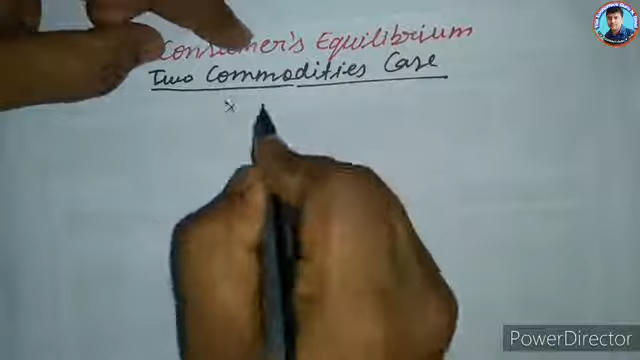 Consumer's Equilibrium
Two Commodities Case
x
PowerDirector